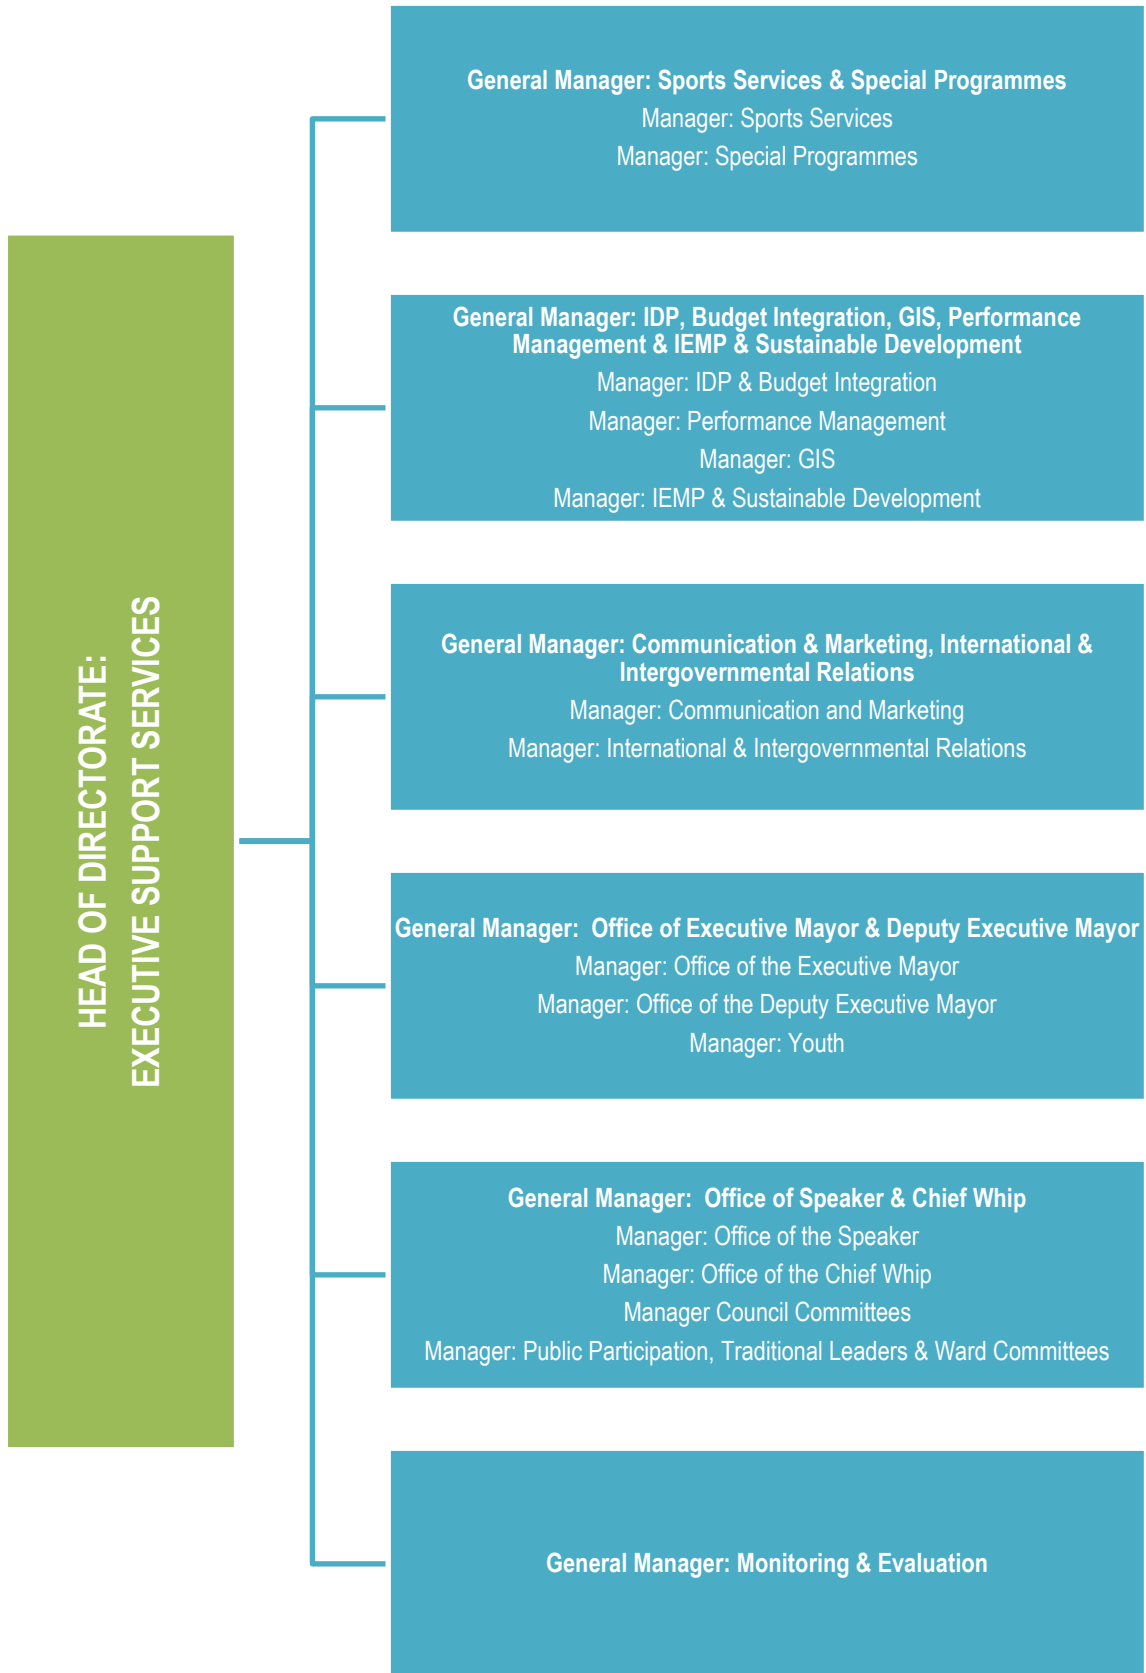 HEAD OF DIRECTORATE:
EXECUTIVE SUPPORT SERVICES
General Manager: Sports Services & Special Programmes
Manager: Sports Services
Manager: Special Programmes
General Manager: IDP, Budget Integration, GIS, Performance
Management & IEMP & Sustainable Development
Manager: IDP & Budget Integration
Manager: Performance Management
Manager: GIS
Manager: IEMP & Sustainable Development
General Manager: Communication & Marketing, International &
Intergovernmental Relations
Manager: Communication and Marketing
Manager: International & Intergovernmental Relations
General Manager:  Office of Executive Mayor & Deputy Executive Mayor
Manager: Office of the Executive Mayor
Manager: Office of the Deputy Executive Mayor
Manager: Youth
General Manager:  Office of Speaker & Chief Whip
Manager: Office of the Speaker
Manager: Office of the Chief Whip
Manager Council Committees
Manager: Public Participation, Traditional Leaders & Ward Committees
General Manager: Monitoring & Evaluation